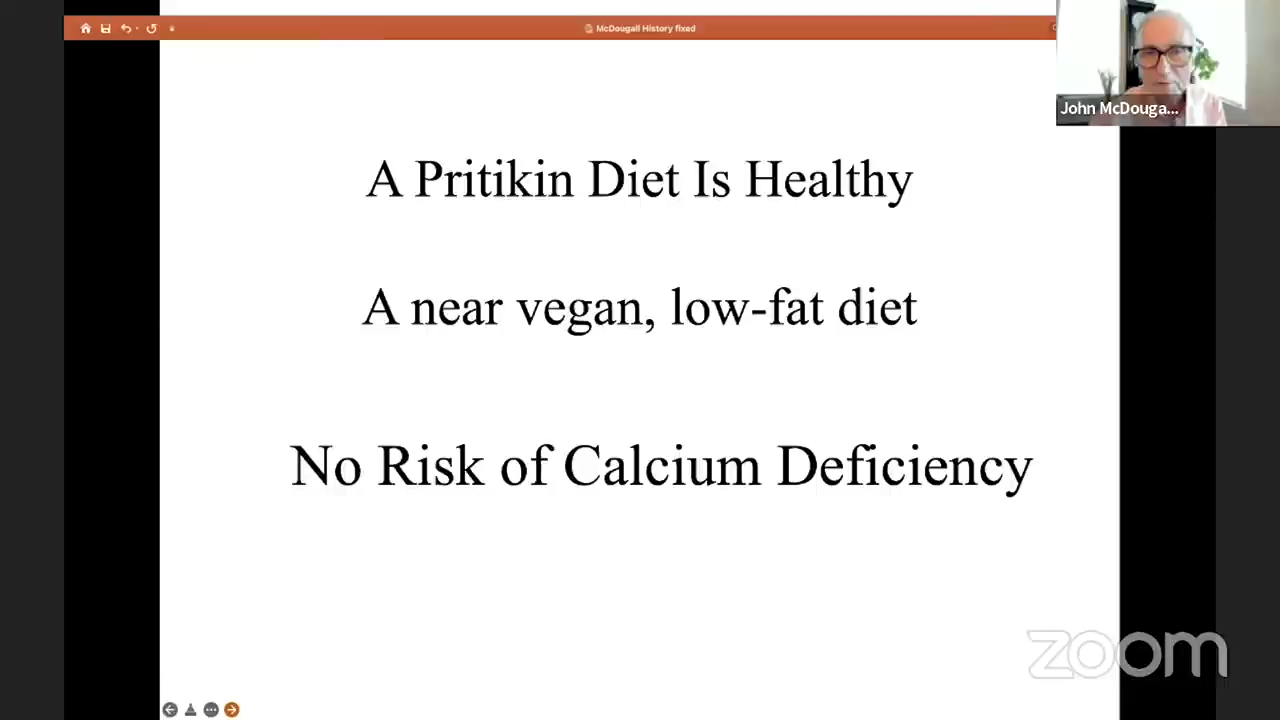 McDougall History fixed
John McDouga...
A Pritikin Diet Is Healthy
A near vegan, low-fat diet
No Risk of Calcium Deficiency
zoom